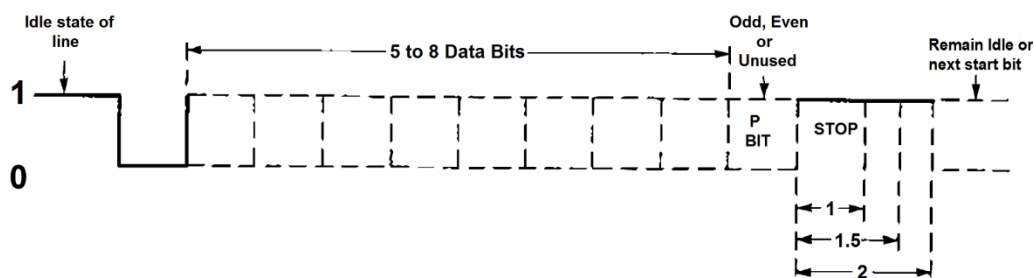 Idle state of
line
5 to 8 Data Bits
Odd, Even
or
Unused
Remain Idle or
next start bit
1
0
P
BIT
STOP
1
1.5
2